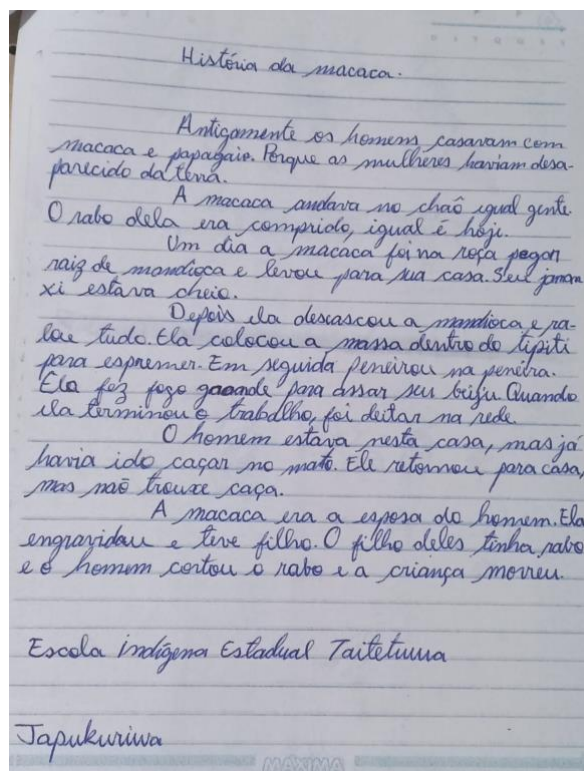 História da macaca.
Antigamente os homens casavam com
macaca e papagaio. Porque as mulheres haviam desa-
parecido da terra.
A macaca andava no chaõ igual gente.
O rabo dela era comprido, igual é hoje.
Um dia a macaca foi na roça pegar
raiz de mandioca e levou para sua casa. Seu jamam
xi estava cheio.
Depois ela descascou a mandioca e ra-
lou tudo. Ela colocou a massa dentro do tipiti
para espremer. Em seguida peneirou na peneira.
Ela fez fogo grande para assar seu beiju. Quando
ela terminou o trabalho, foi deitar na rede.
O homem estava nesta casa, mas já
havia ido caçar no mato. Ele retornou para casa,
mas naõ trouxe caça.
A macaca era a esposa do homem. Ela
engravidou e teve filho. O filho deles tinha rabo
e o homem cortou o rabo e a criança morreu.
Escola indígena Estadual
Japukuriwa
MAXIMA